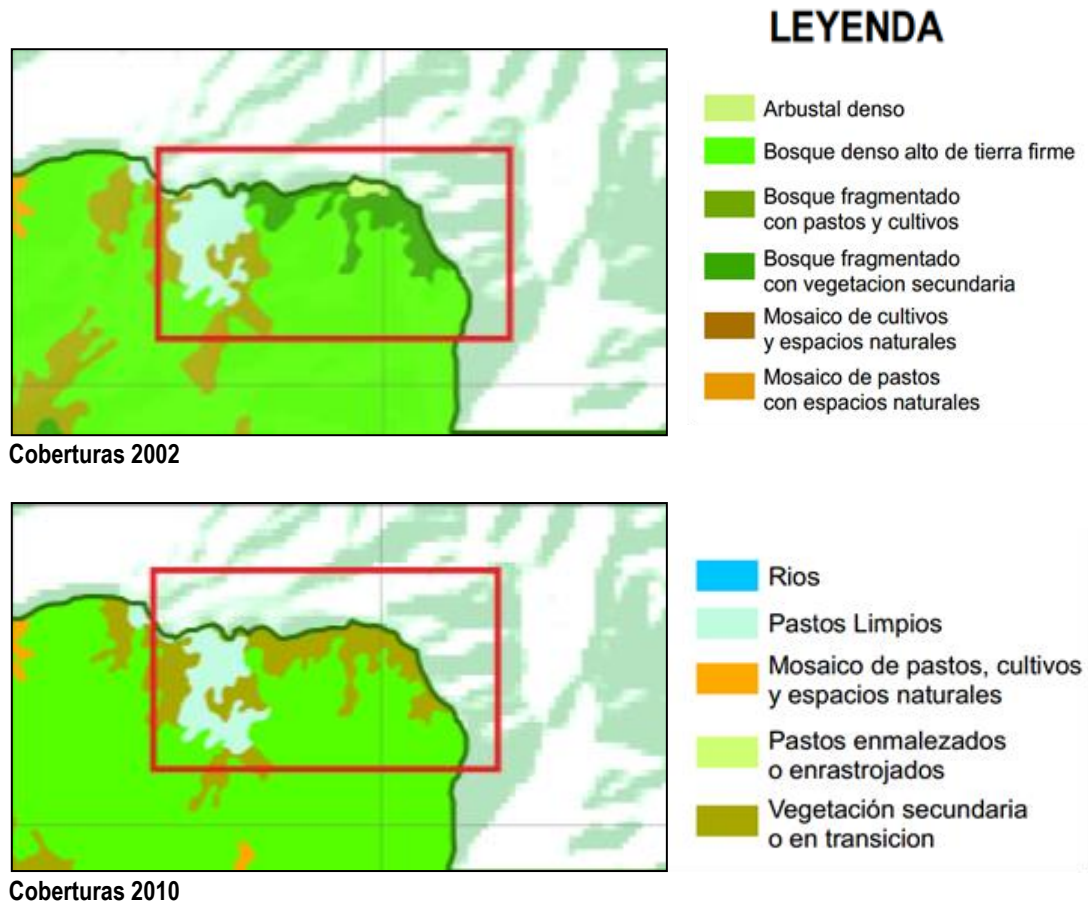 LEYENDA
Arbustal denso
Bosque denso alto de tierra firme
Bosque fragmentado
con pastos y cultivos
Bosque fragmentado
con vegetacion secundaria
Mosaico de cultivos
y espacios naturales
Mosaico de pastos
con espacios naturales
Coberturas 2002
Rios
Pastos Limpios
Mosaico de pastos, cultivos
y espacios naturales
Pastos enmalezados
o enrastrojados
Vegetación secundaria
o en transicion
Coberturas 2010